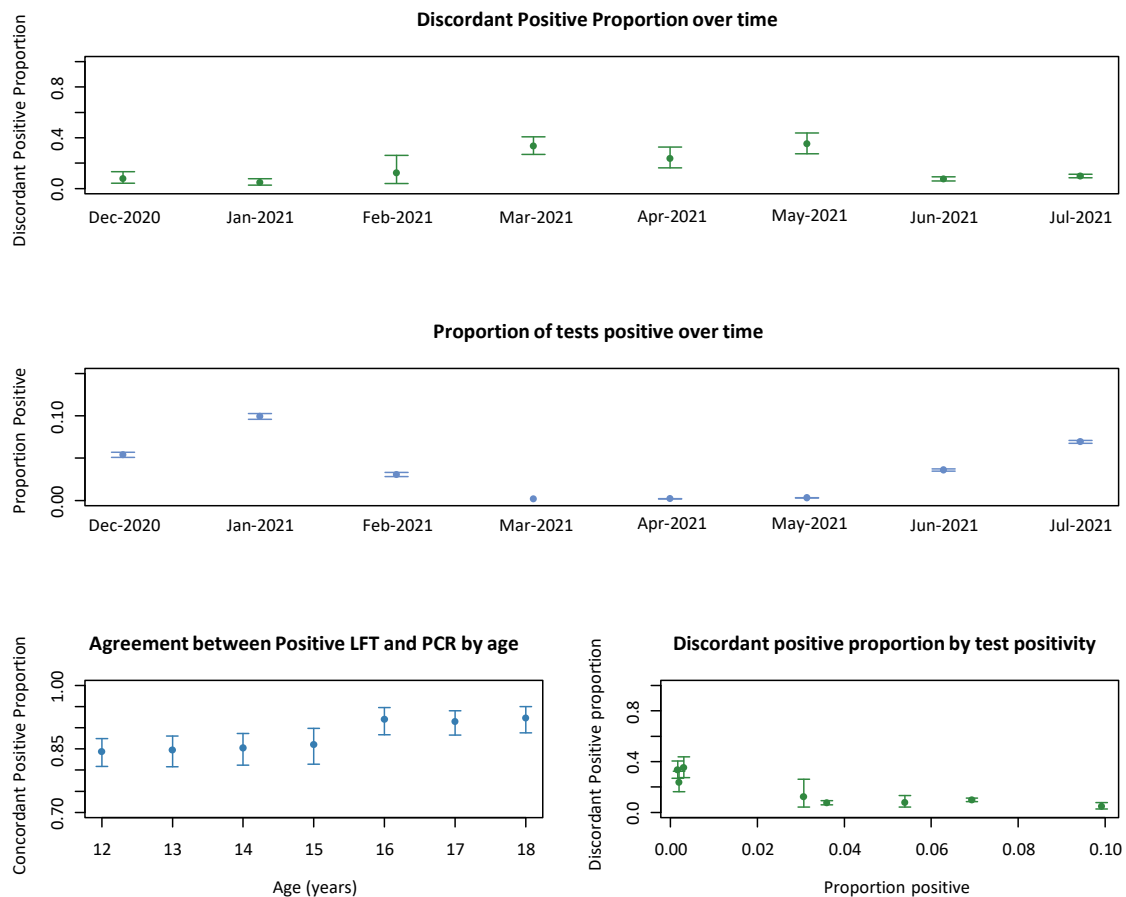 Discordant Positive Proportion over time
Discordant Positive Proportion
0.8
0.4
0.0
Dec-2020 Jan-2021 Feb-2021 Mar-2021 Apr-2021 May-2021 Jun-2021 Jul-2021
Proportion of tests positive over time
Proportion Positive
0.10
0.00
Dec-2020 Jan-2021 Feb-2021 Mar-2021 Apr-2021 May-2021 Jun-2021 Jul-2021
Agreement between Positive LFT and PCR by age
Concordant Positive Proportion
1.00
0.85
0.70
12 13 14 15 16 17 18
Age (years)
Discordant positive proportion by test positivity
Discordant Positive proportion
0.8
0.4
0.0
0.00 0.02 0.04 0.06 0.08 0.10
Proportion positive